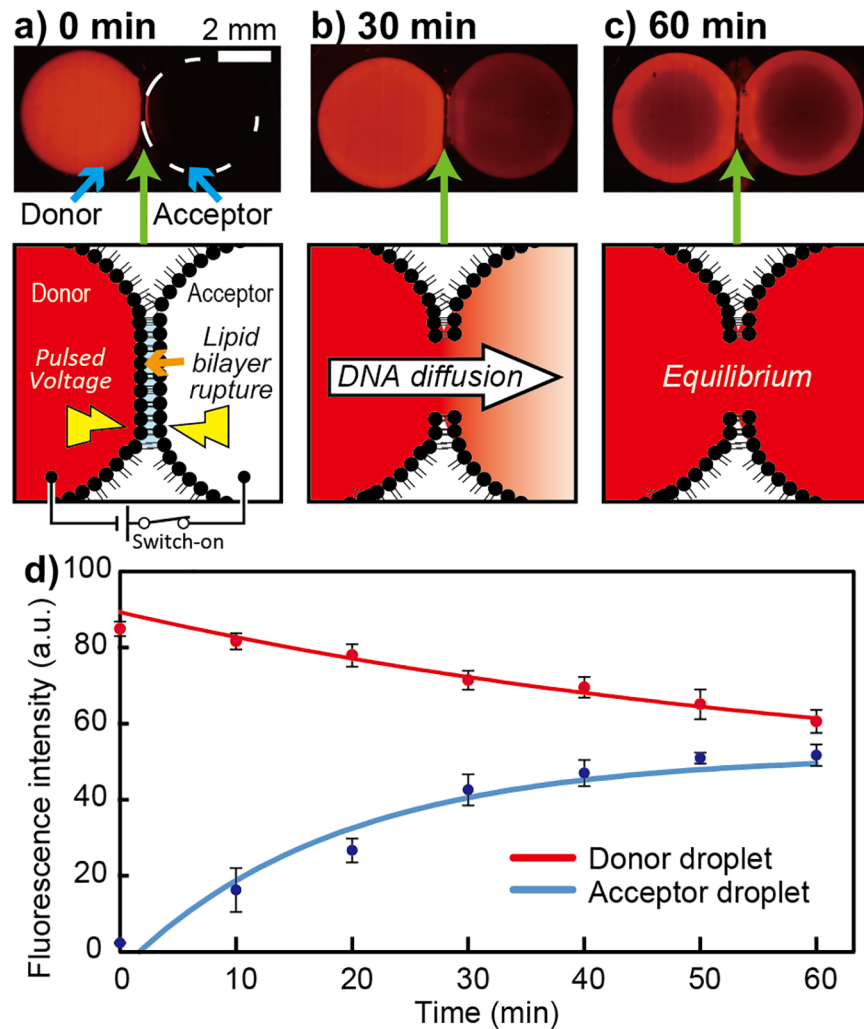 a) 0 min
2 mm
b) 30 min
c) 60 min
Donor
Acceptor
Donor
Acceptor
Pulsed
Voltage
Lipid
bilayer
rupture
Switch-on
DNA diffusion
Equilibrium
d)
Fluorescence intensity (a.u.)
100
80
60
40
20
0
Donor droplet
Acceptor droplet
0 10 20 30 40 50 60
Time (min)